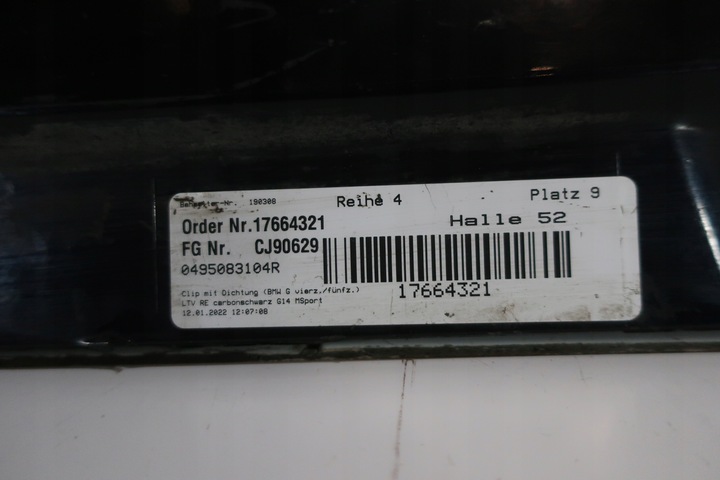 Behaelter-Nr. 190308 Reihe 4 Platz 9
Order Nr.17664321 Halle 52
FG Nr. CJ90629
0495083104R
17664321
Clip mit Dichtung (BMW G vierz./fünfz.)
LTV RE carbonschwarz G14 MSport
12.01.2022 12:07:08